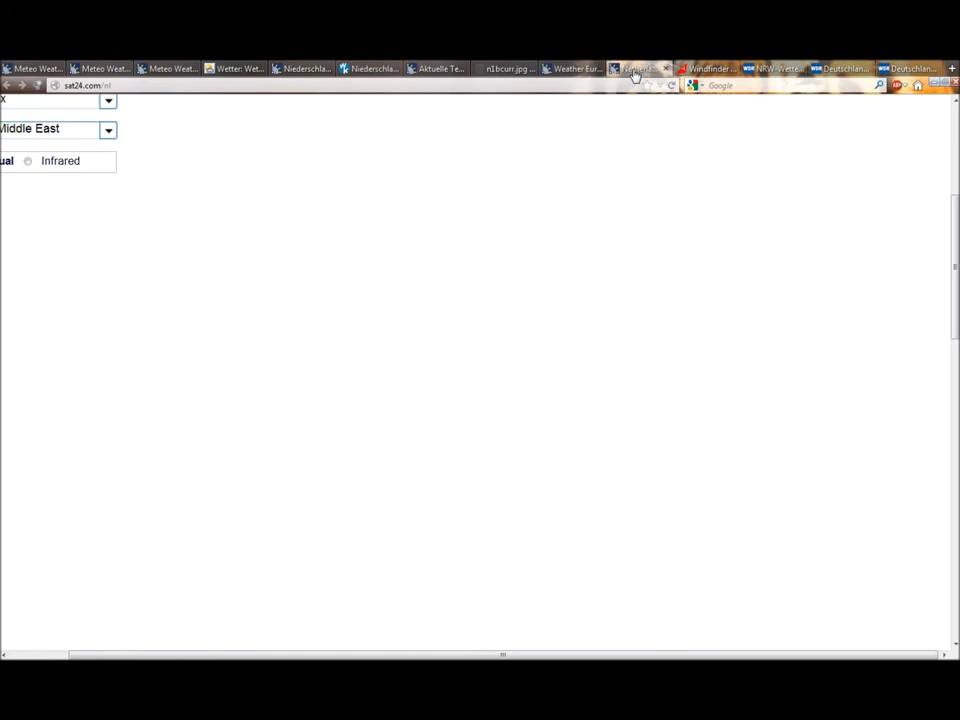 Meteo Weat... Meteo Weat... Meteo Weat... Wetter: Wet... Niederschla... Niederschla... Aktuelle Te... n1bcurr.jpg ... Weather Eur... Windfinder ... NRW-Wette... Deutschlan... Deutschlan...
sat24.com/nl Google
x
Middle East
ual Infrared